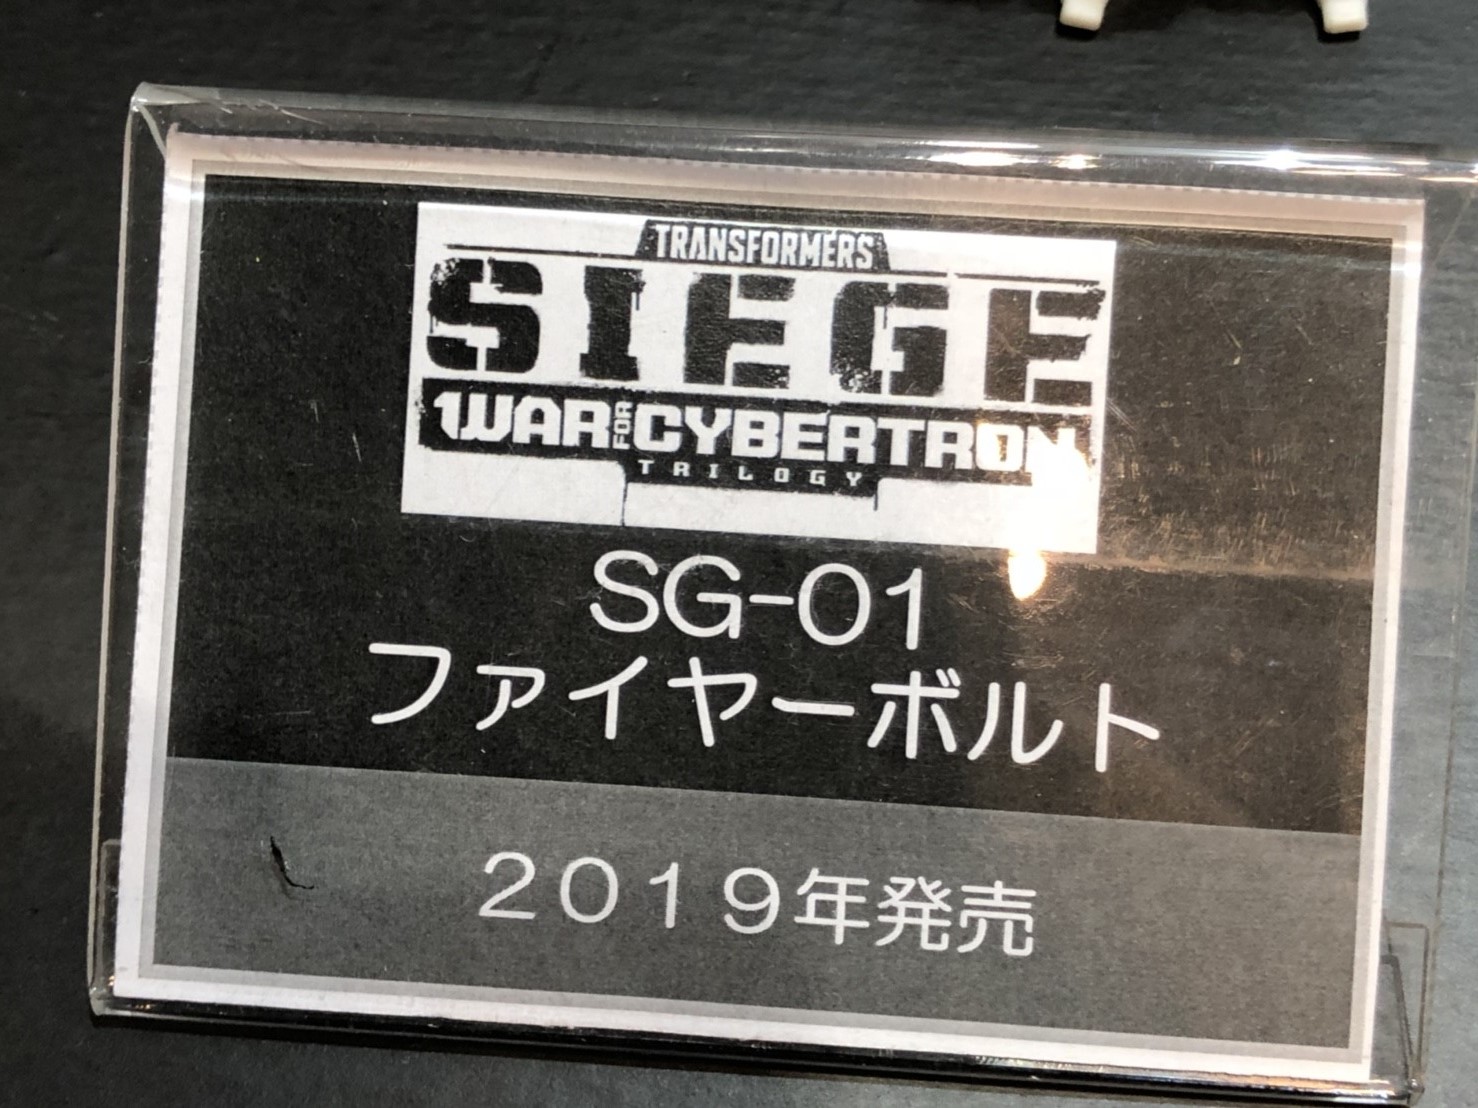 TRANSFORMERS
SIEGE
WAR FOR CYBERTRON
TRILOGY
SG-01
ファイヤーボルト
２０１９年発売